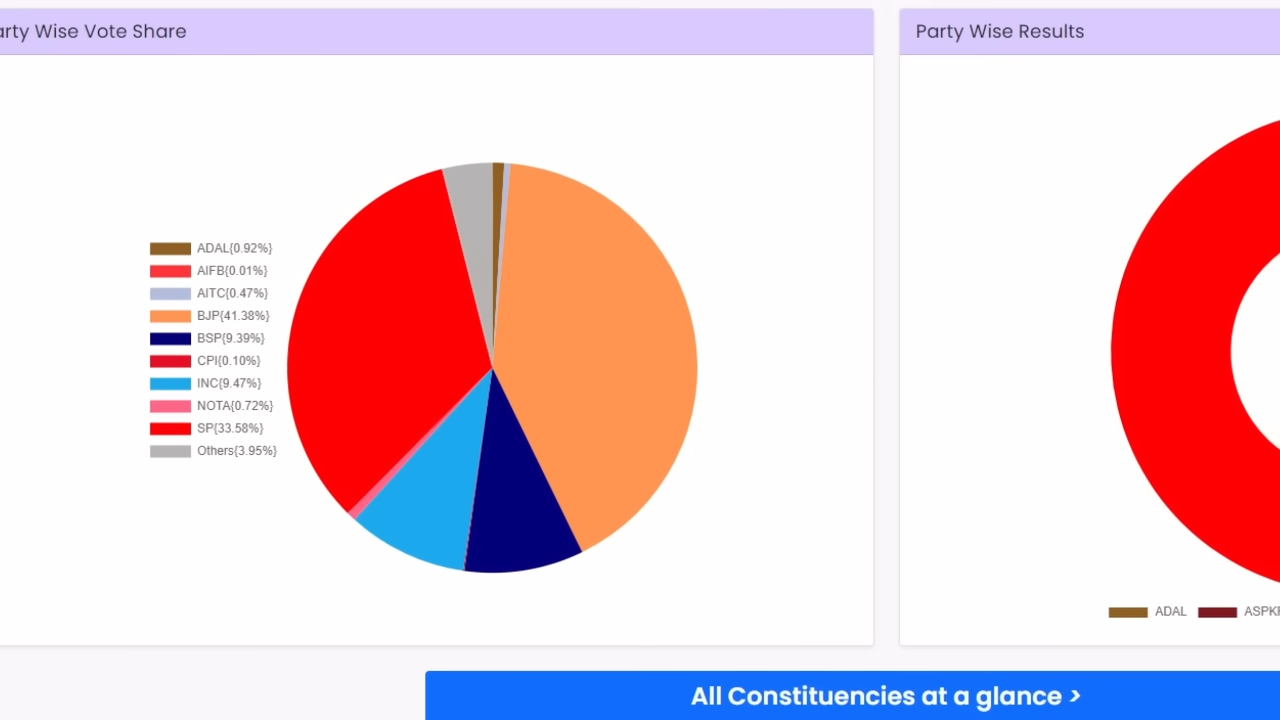 arty Wise Vote Share
Party Wise Results
ADAL{0.92%}
AIFB{0.01%}
AITC{0.47%}
BJP{41.38%}
BSP{9.39%}
CPI{0.10%}
INC{9.47%}
NOTA{0.72%}
SP{33.58%}
Others{3.95%}
ADAL ASPKR
All Constituencies at a glance >